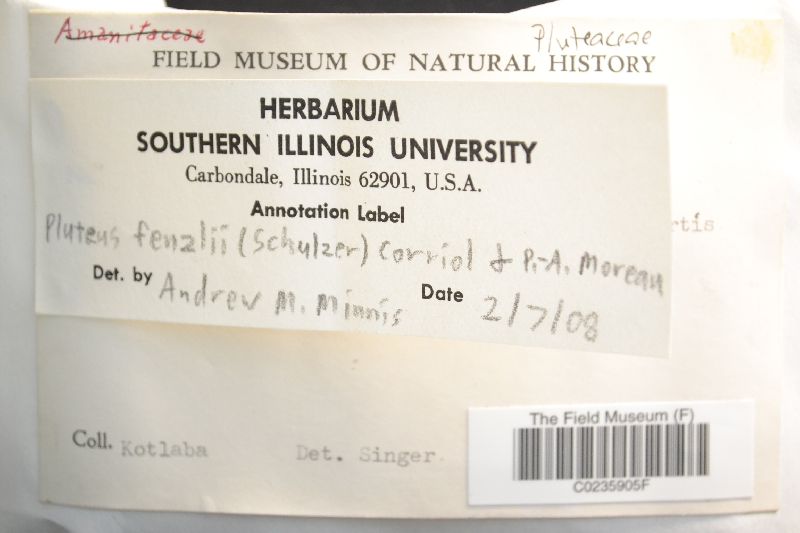 Amanitaceae Pluteaceae
FIELD MUSEUM OF NATURAL HISTORY
HERBARIUM
SOUTHERN ILLINOIS UNIVERSITY
Carbondale, Illinois 62901, U.S.A.
Annotation Label
rtis
Pluteus fenzlii (Schulzer) Corriol & P.-A. Moreau
Det. by Andrew M. Minnis Date 2/7/08
Coll. Kotlaba Det. Singer
The Field Museum (F)
C0235905F